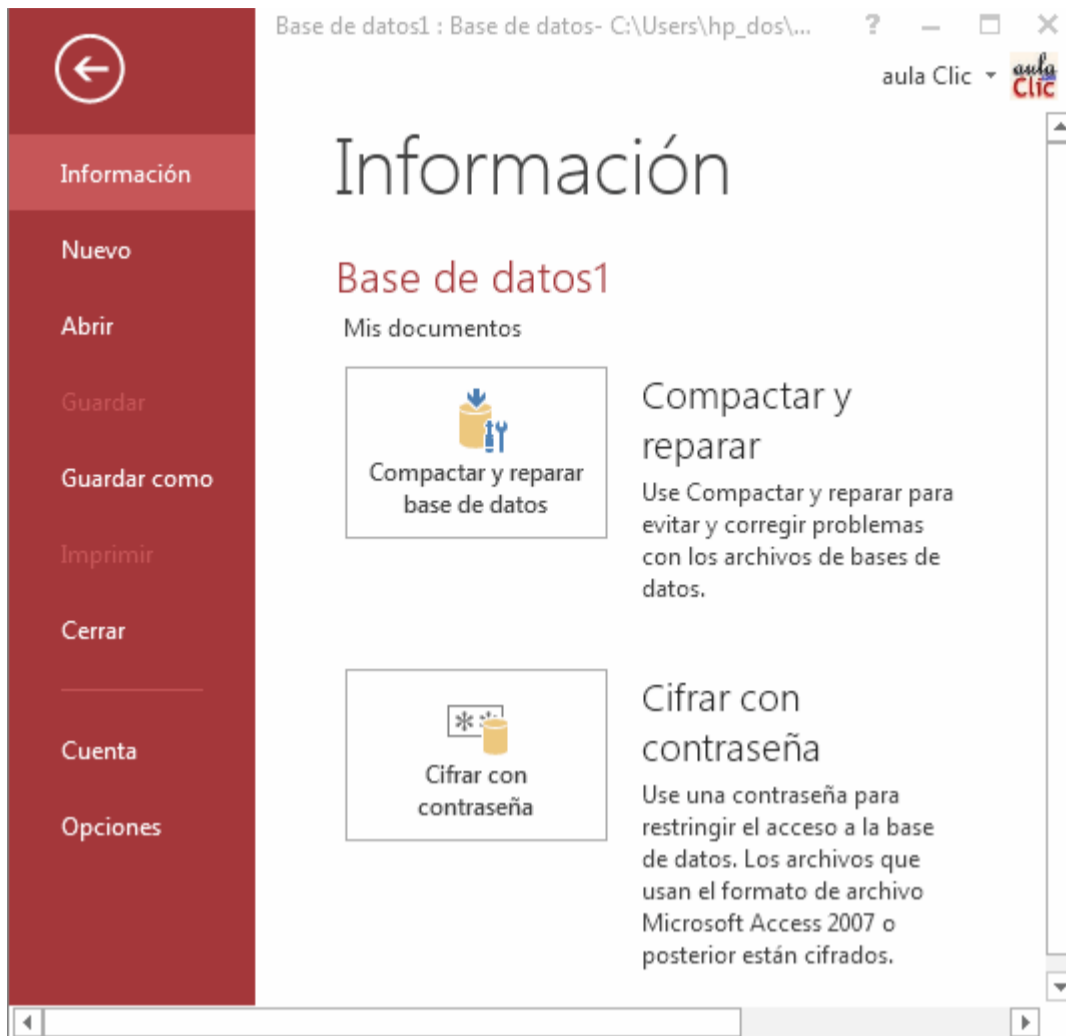 Base de datos1 : Base de datos- C:\Users\hp_dos\...
?
aula Clic
aula
Clic
Información
Nuevo
Abrir
Guardar
Guardar como
Imprimir
Cerrar
Cuenta
Opciones
Información
Base de datos1
Mis documentos
Compactar y reparar
base de datos
Compactar y
reparar
Use Compactar y reparar para
evitar y corregir problemas
con los archivos de bases de
datos.
Cifrar con
contraseña
Cifrar con
contraseña
Use una contraseña para
restringir el acceso a la base
de datos. Los archivos que
usan el formato de archivo
Microsoft Access 2007 o
posterior están cifrados.